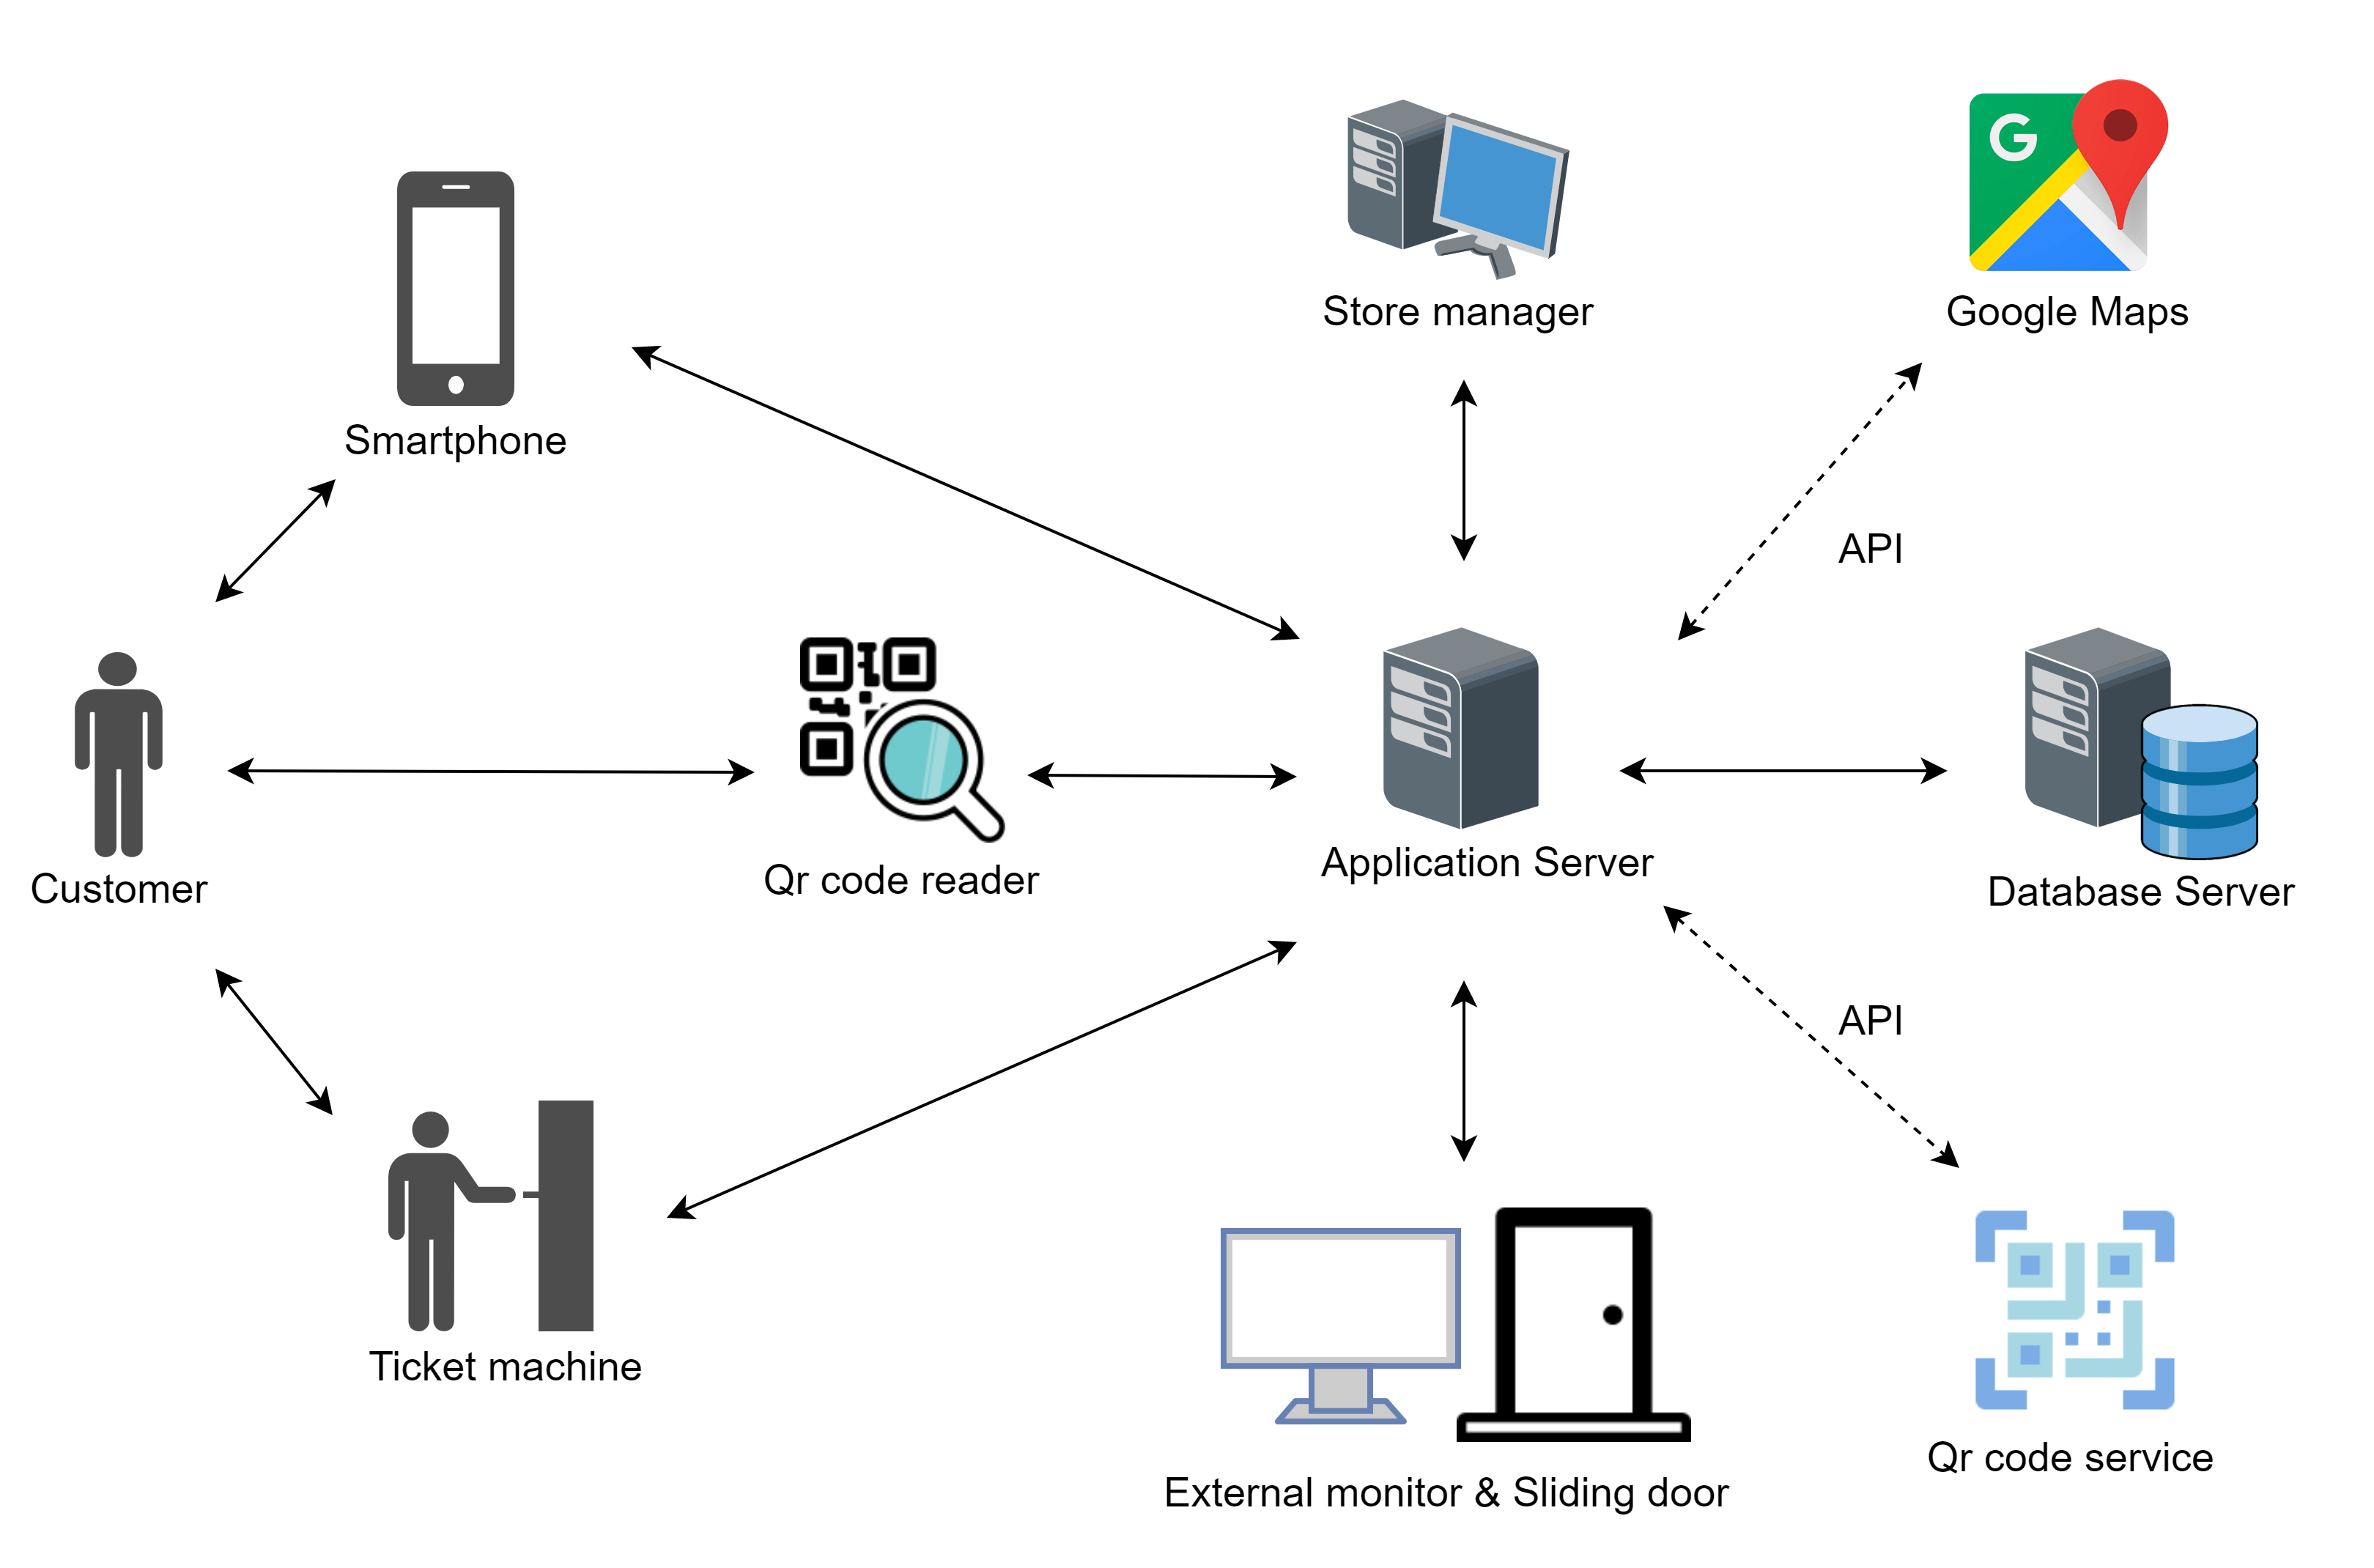 Store manager
Google Maps
Smartphone
API
Customer
Qr code reader
Application Server
Database Server
API
Ticket machine
External monitor & Sliding door
Qr code service
G